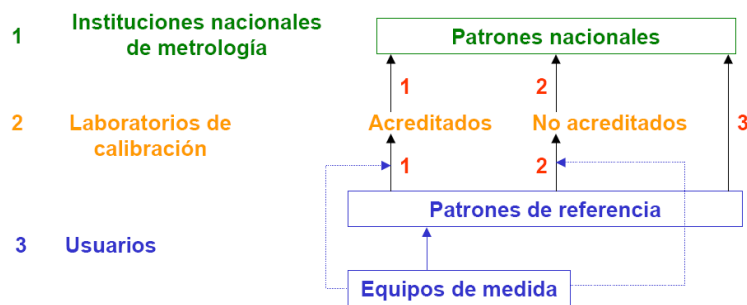 1 Instituciones nacionales
de metrología
Patrones nacionales
1 2
2 Laboratorios de
calibración
Acreditados No acreditados 3
1 2
Patrones de referencia
3 Usuarios
Equipos de medida